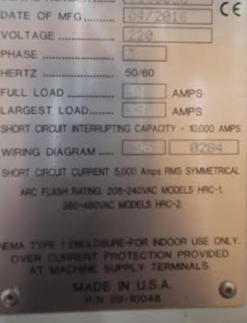 CE
DATE OF MFG 04/2016
VOLTAGE 220
PHASE
HERTZ 50/60
FULL LOAD AMPS
LARGEST LOAD AMPS
SHORT CIRCUIT INTERRUPTING CAPACITY - 10,000 AMPS
WIRING DIAGRAM 0204
SHORT CIRCUIT CURRENT 5,000 AMPS RMS SYMMETRICAL
ARC FLASH RATING: 208-240VAC MODELS HRC-1.
380-480VAC MODELS HRC-2.
NEMA TYPE 1 ENCLOSURE-FOR INDOOR USE ONLY.
OVER CURRENT PROTECTION PROVIDED
AT MACHINE SUPPLY TERMINALS.
MADE IN U.S.A.
P/N 29-10048